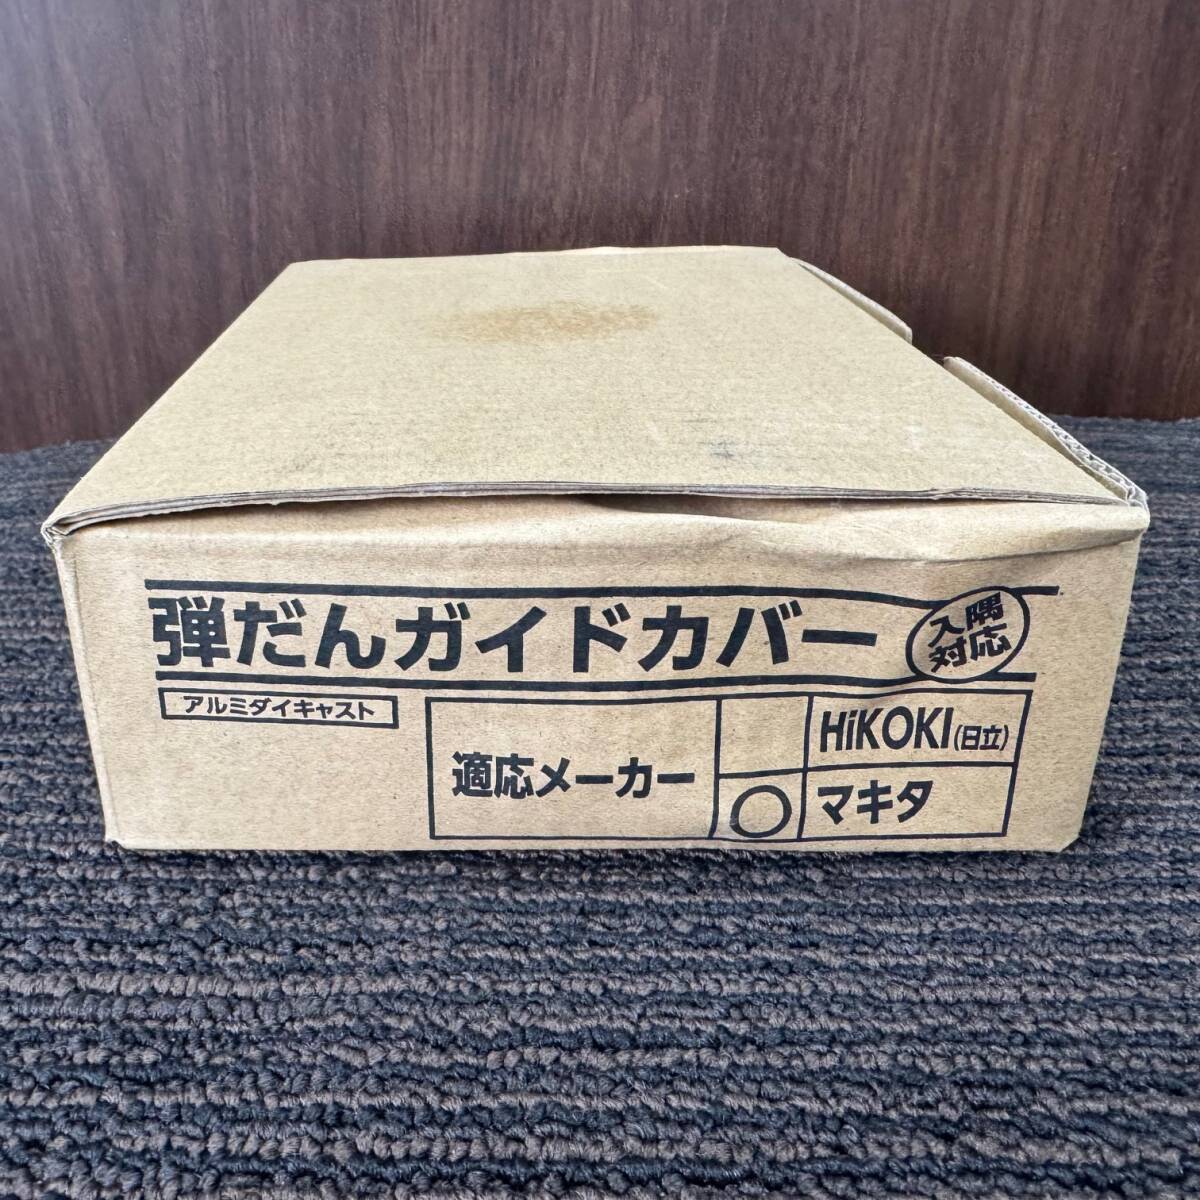 弾だんガイドカバー
入隅
対応
アルミダイキャスト
適応メーカー
HiKOKI(日立)
○ マキタ